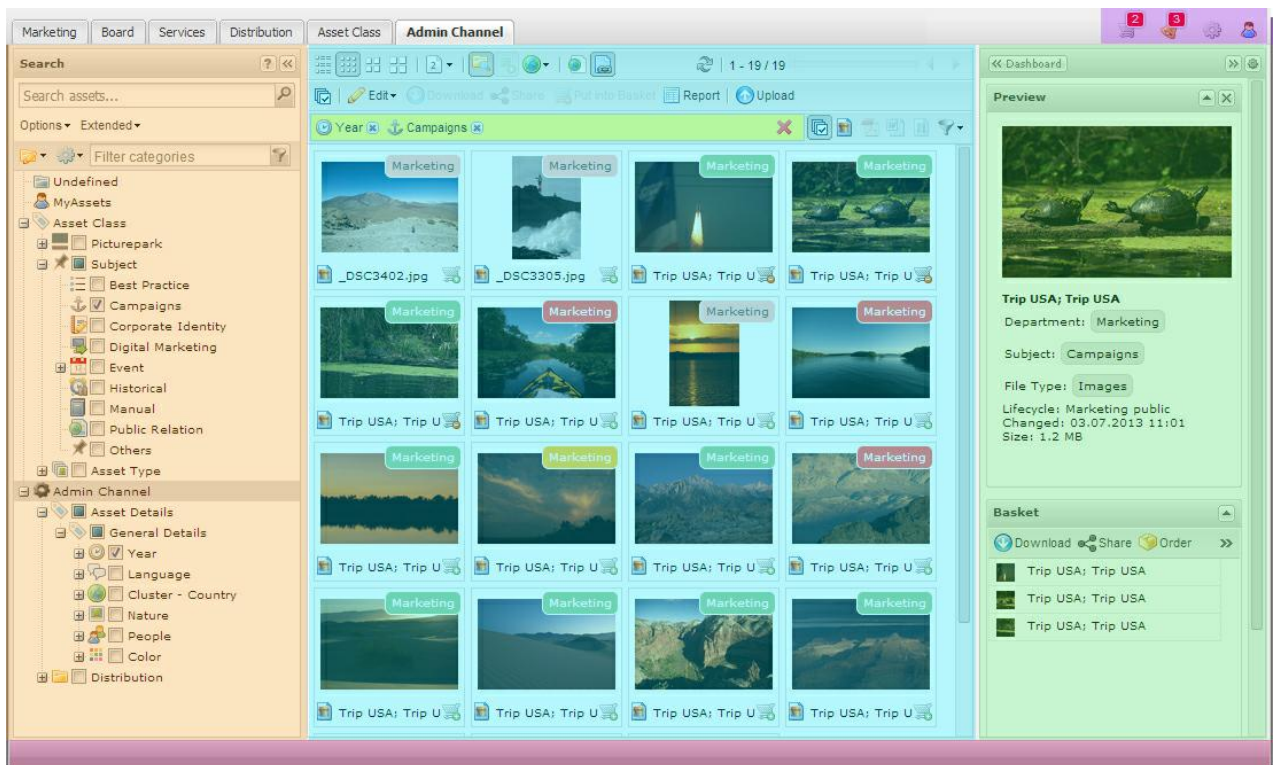 Marketing Board Services Distribution Asset Class Admin Channel 2 3
Search ? «
Search assets...
Options Extended
Filter categories
Undefined
MyAssets
Asset Class
Picturepark
Subject
Best Practice
Campaigns
Corporate Identity
Digital Marketing
Event
Historical
Manual
Public Relation
Others
Asset Type
Admin Channel
Asset Details
General Details
Year
Language
Cluster - Country
Nature
People
Color
Distribution
2 1 - 19 / 19
Edit Download Share Put into Basket Report Upload
Year Campaigns
Marketing Marketing Marketing Marketing
_DSC3402.jpg _DSC3305.jpg Trip USA; Trip U Trip USA; Trip U
Marketing Marketing Marketing Marketing
Trip USA; Trip U Trip USA; Trip U Trip USA; Trip U Trip USA; Trip U
Marketing Marketing Marketing Marketing
Trip USA; Trip U Trip USA; Trip U Trip USA; Trip U Trip USA; Trip U
Marketing Marketing Marketing Marketing
Trip USA; Trip U Trip USA; Trip U Trip USA; Trip U Trip USA; Trip U
« Dashboard »
Preview
Trip USA; Trip USA
Department: Marketing
Subject: Campaigns
File Type: Images
Lifecycle: Marketing public
Changed: 03.07.2013 11:01
Size: 1.2 MB
Basket
Download Share Order »
Trip USA; Trip USA
Trip USA; Trip USA
Trip USA; Trip USA